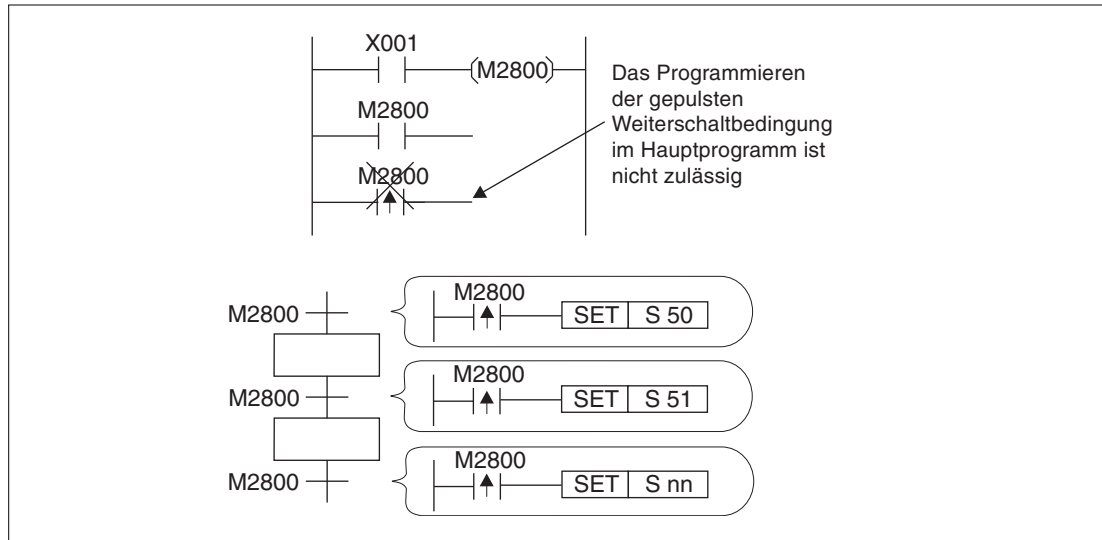 X001
(M2800)
Das Programmieren
der gepulsten
Weiterschaltbedingung
im Hauptprogramm ist
nicht zulässig
M2800
M2800
M2800
M2800
SET S 50
M2800
M2800
SET S 51
M2800
M2800
SET S nn